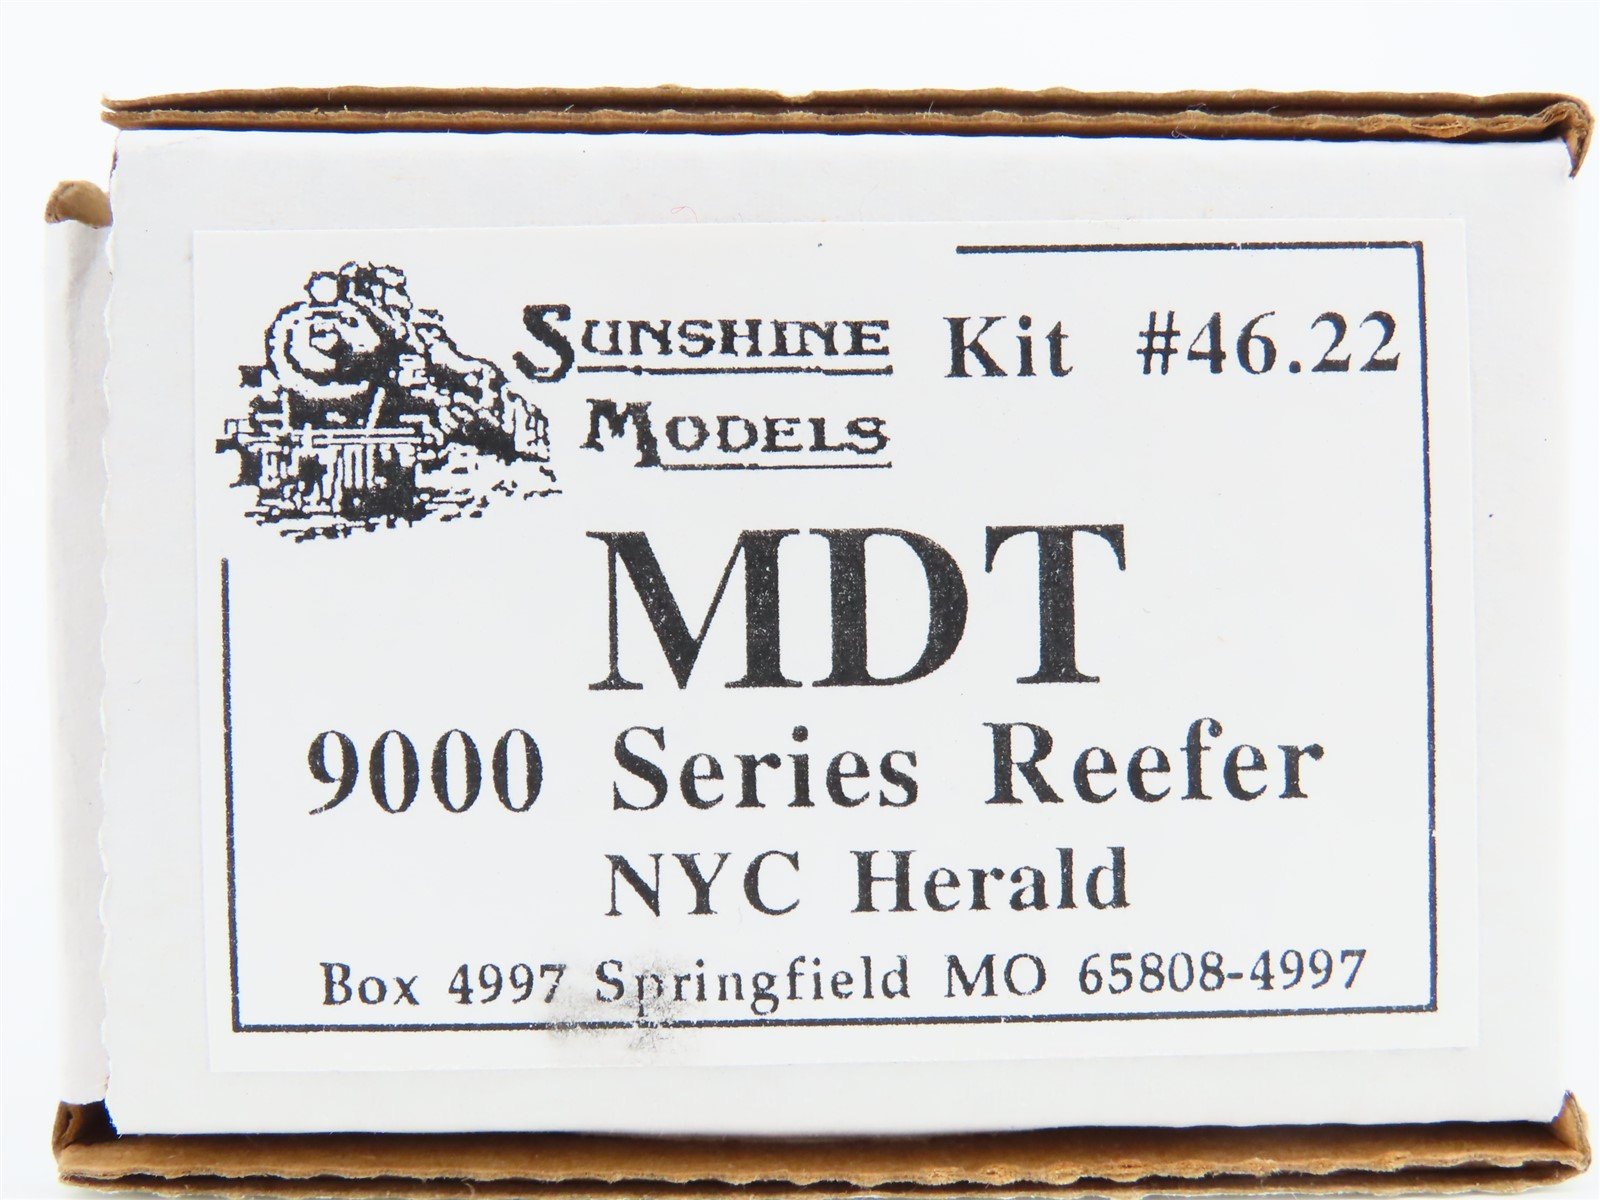 Sunshine Models Kit #46.22
MDT
9000 Series Reefer
NYC Herald
Box 4997 Springfield MO 65808-4997